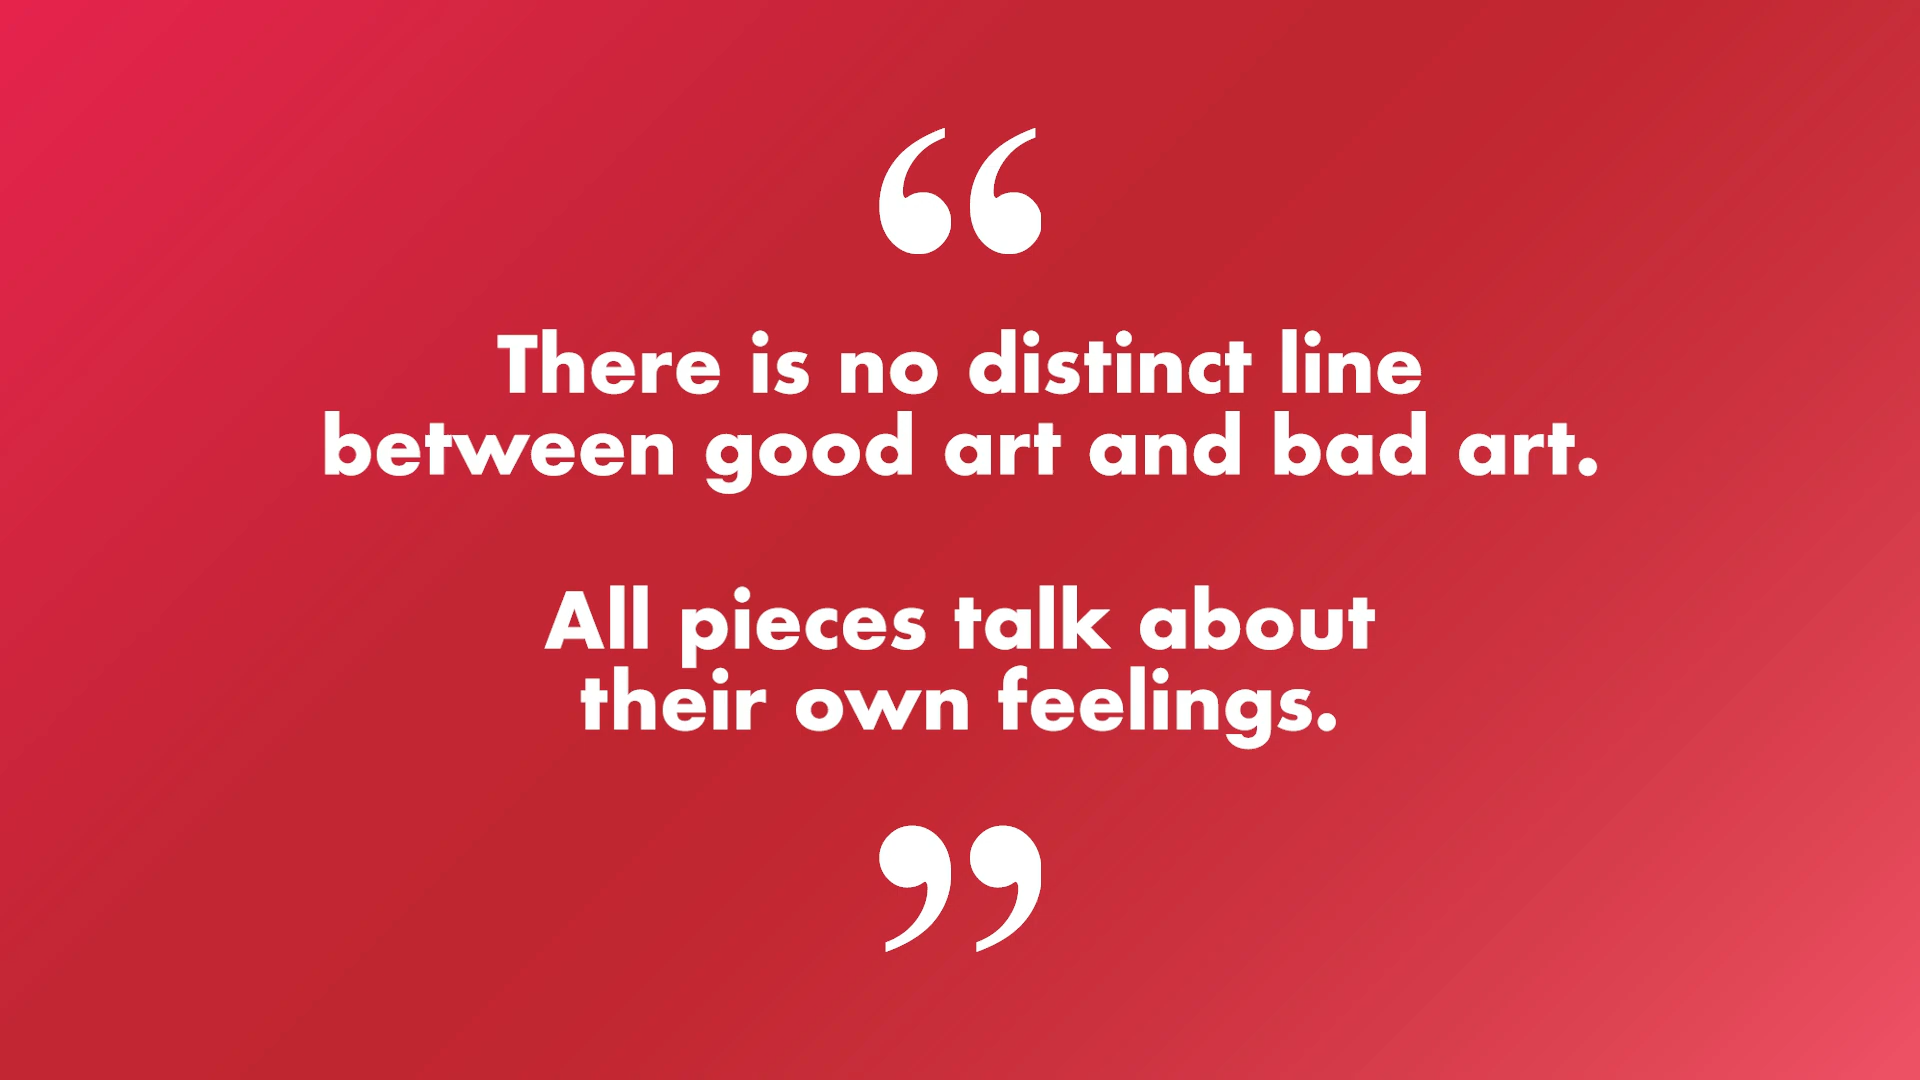 “
There is no distinct line
between good art and bad art.
All pieces talk about
their own feelings.
”